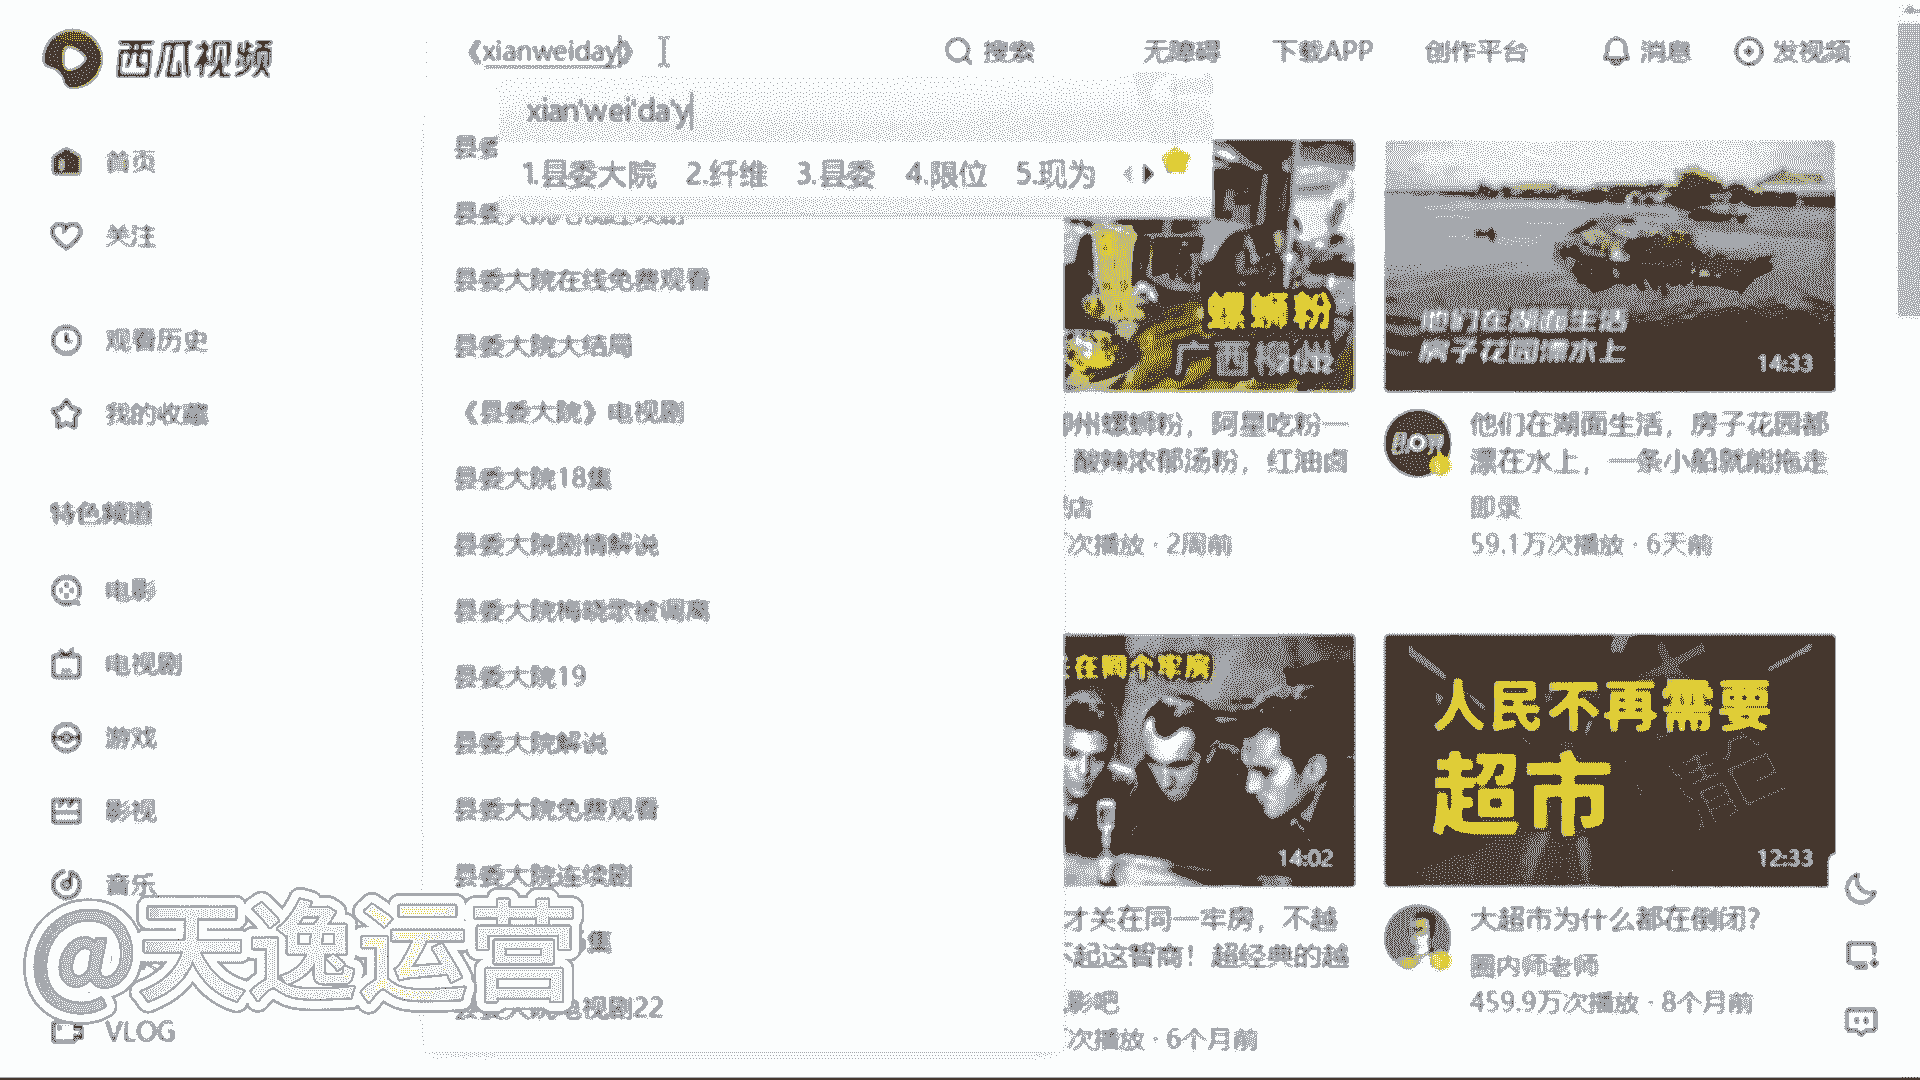 西瓜视频
《xianweiday》
搜索
无障碍
下载APP
创作平台
消息
发视频
xian'wei'da'y
1.县委大院 2.纤维 3.县委 4.限位 5.现为
首页
关注
观看历史
我的收藏
特色频道
电影
电视剧
游戏
影视
音乐
VLOG
县委
县委大院电视连续剧
县委大院在线免费观看
县委大院大结局
《县委大院》电视剧
县委大院18集
县委大院剧情解说
县委大院梅晓歌被调离
县委大院19
县委大院解说
县委大院免费观看
县委大院连续剧
集
电视剧22
螺蛳粉
广西柳州
州螺蛳粉，阿星吃粉一
酸辣浓郁汤粉，红油卤
店
次播放 · 2周前
他们在湖面生活
房子花园漂水上
14:33
他们在湖面生活，房子花园都
漂在水上，一条小船就能拖走
即录
59.1万次播放 · 6天前
在同个牢房
14:02
才关在同一牢房，不越
不起这智商！超经典的越
影吧
次播放 · 6个月前
人民不再需要
超市
12:33
大超市为什么都在倒闭？
圈内师老师
459.9万次播放 · 8个月前
@天逸运营